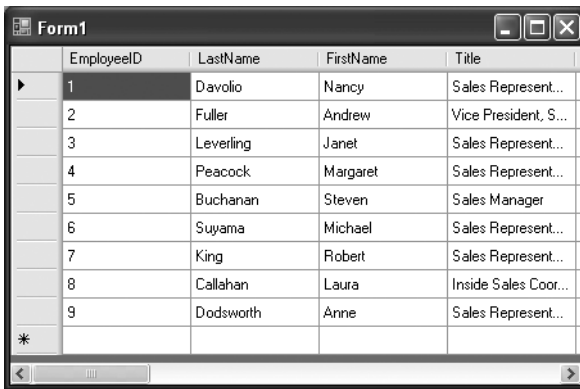 Form1
EmployeeID LastName FirstName Title
1 Davolio Nancy Sales Represent...
2 Fuller Andrew Vice President, S...
3 Leverling Janet Sales Represent...
4 Peacock Margaret Sales Represent...
5 Buchanan Steven Sales Manager
6 Suyama Michael Sales Represent...
7 King Robert Sales Represent...
8 Callahan Laura Inside Sales Coor...
9 Dodsworth Anne Sales Represent...